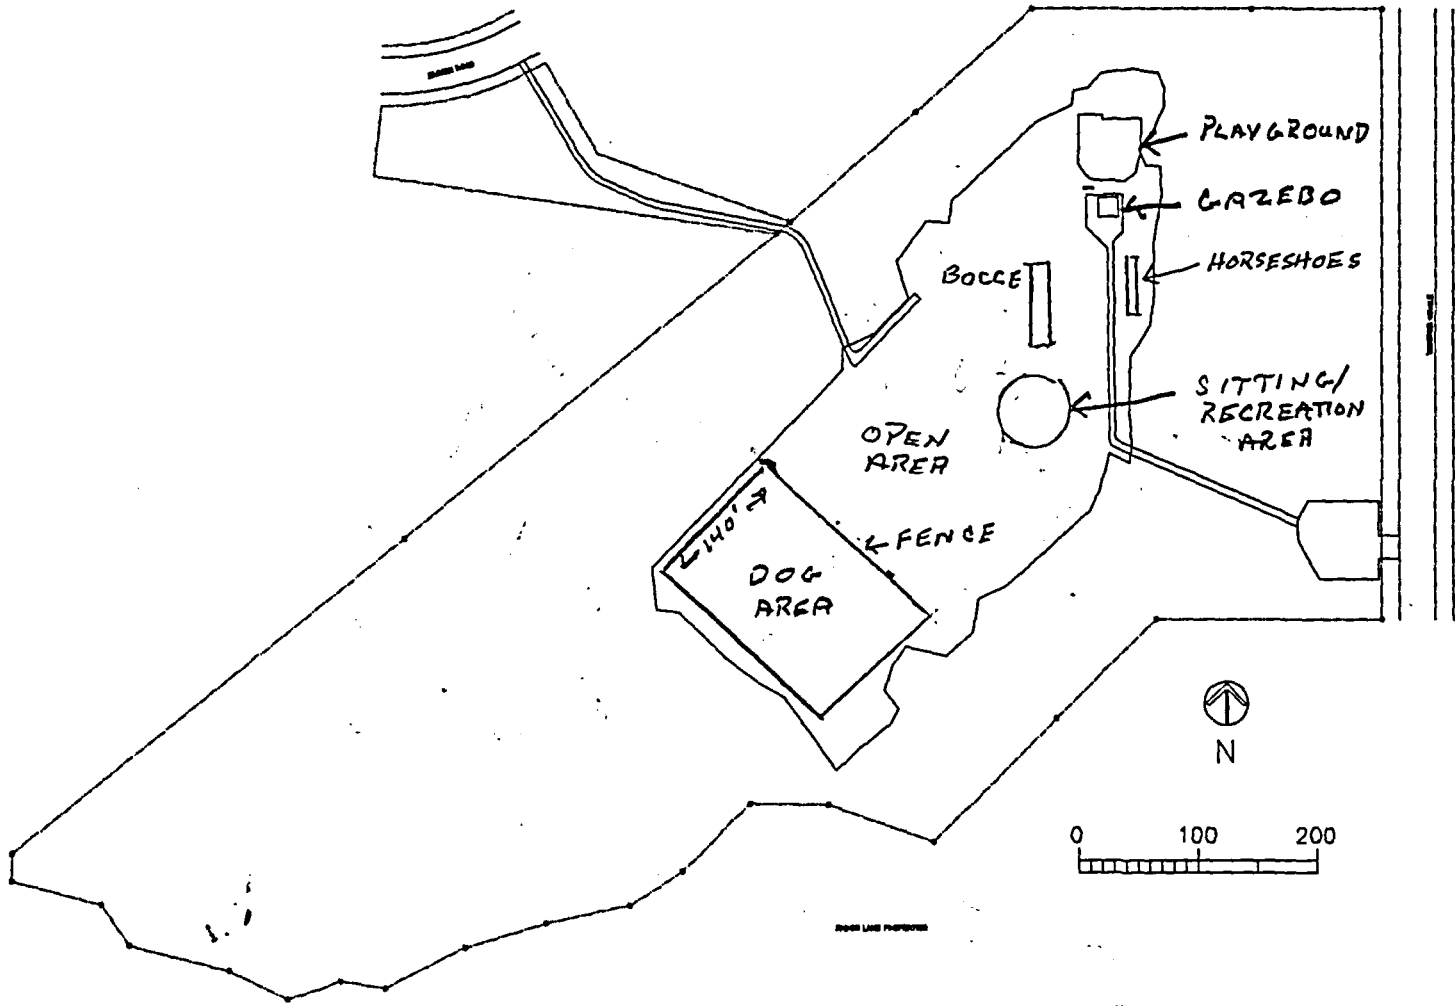 PLAYGROUND
GAZEBO
HORSESHOES
BOCCE
SITTING/
RECREATION
AREA
OPEN
AREA
140'
FENCE
DOG
AREA
N
0 100 200